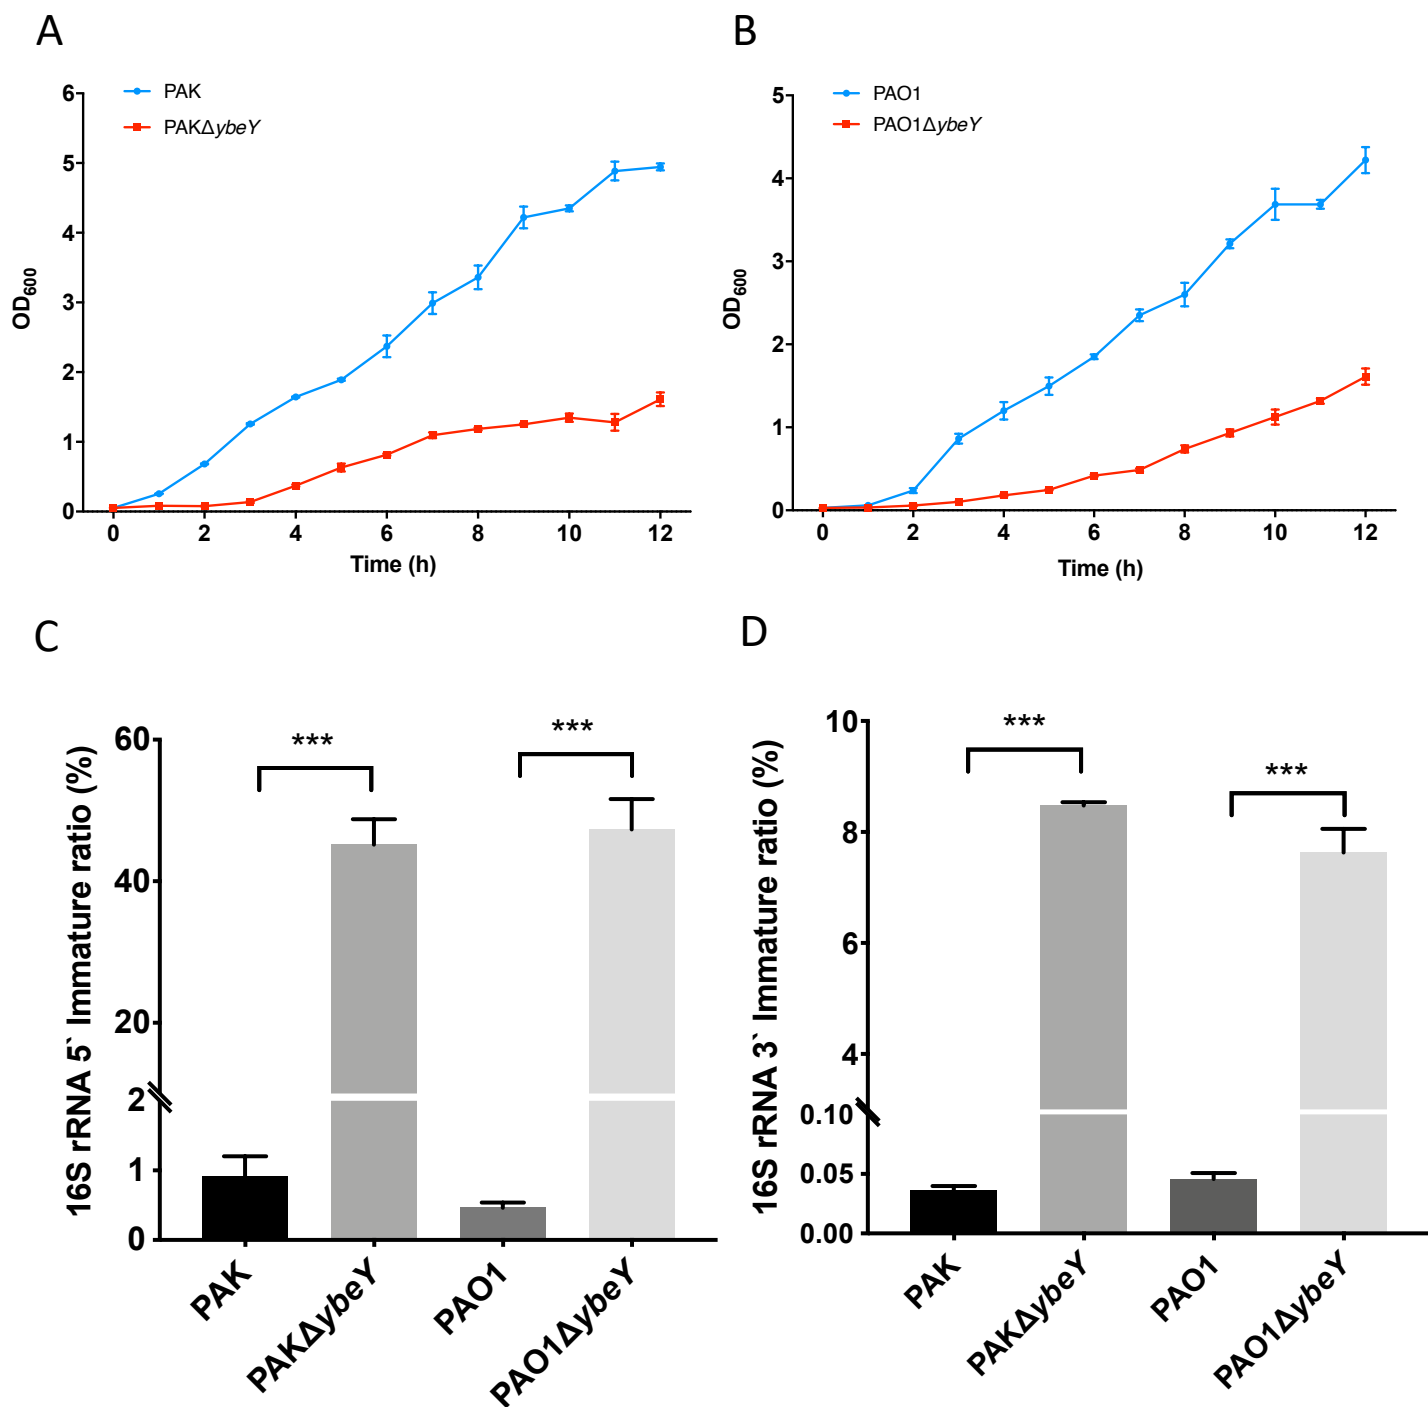 A
PAK
PAKΔybeY
6
5
4
3
2
1
0
OD600
0 2 4 6 8 10 12
Time (h)
B
PAO1
PAO1ΔybeY
5
4
3
2
1
0
OD600
0 2 4 6 8 10 12
Time (h)
C
60
40
20
2
1
0
16S rRNA 5` Immature ratio (%)
***
***
PAK
PAKΔybeY
PAO1
PAO1ΔybeY
D
10
8
6
4
0.10
0.05
0.00
16S rRNA 3` Immature ratio (%)
***
***
PAK
PAKΔybeY
PAO1
PAO1ΔybeY